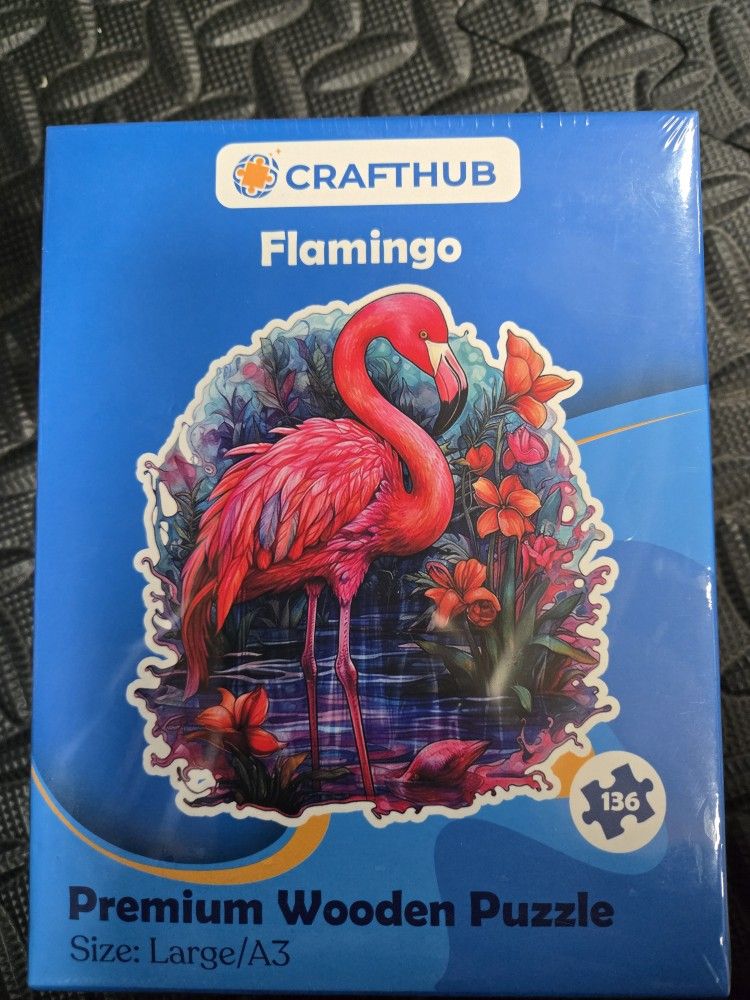 CRAFTHUB
Flamingo
136
Premium Wooden Puzzle
Size: Large/A3